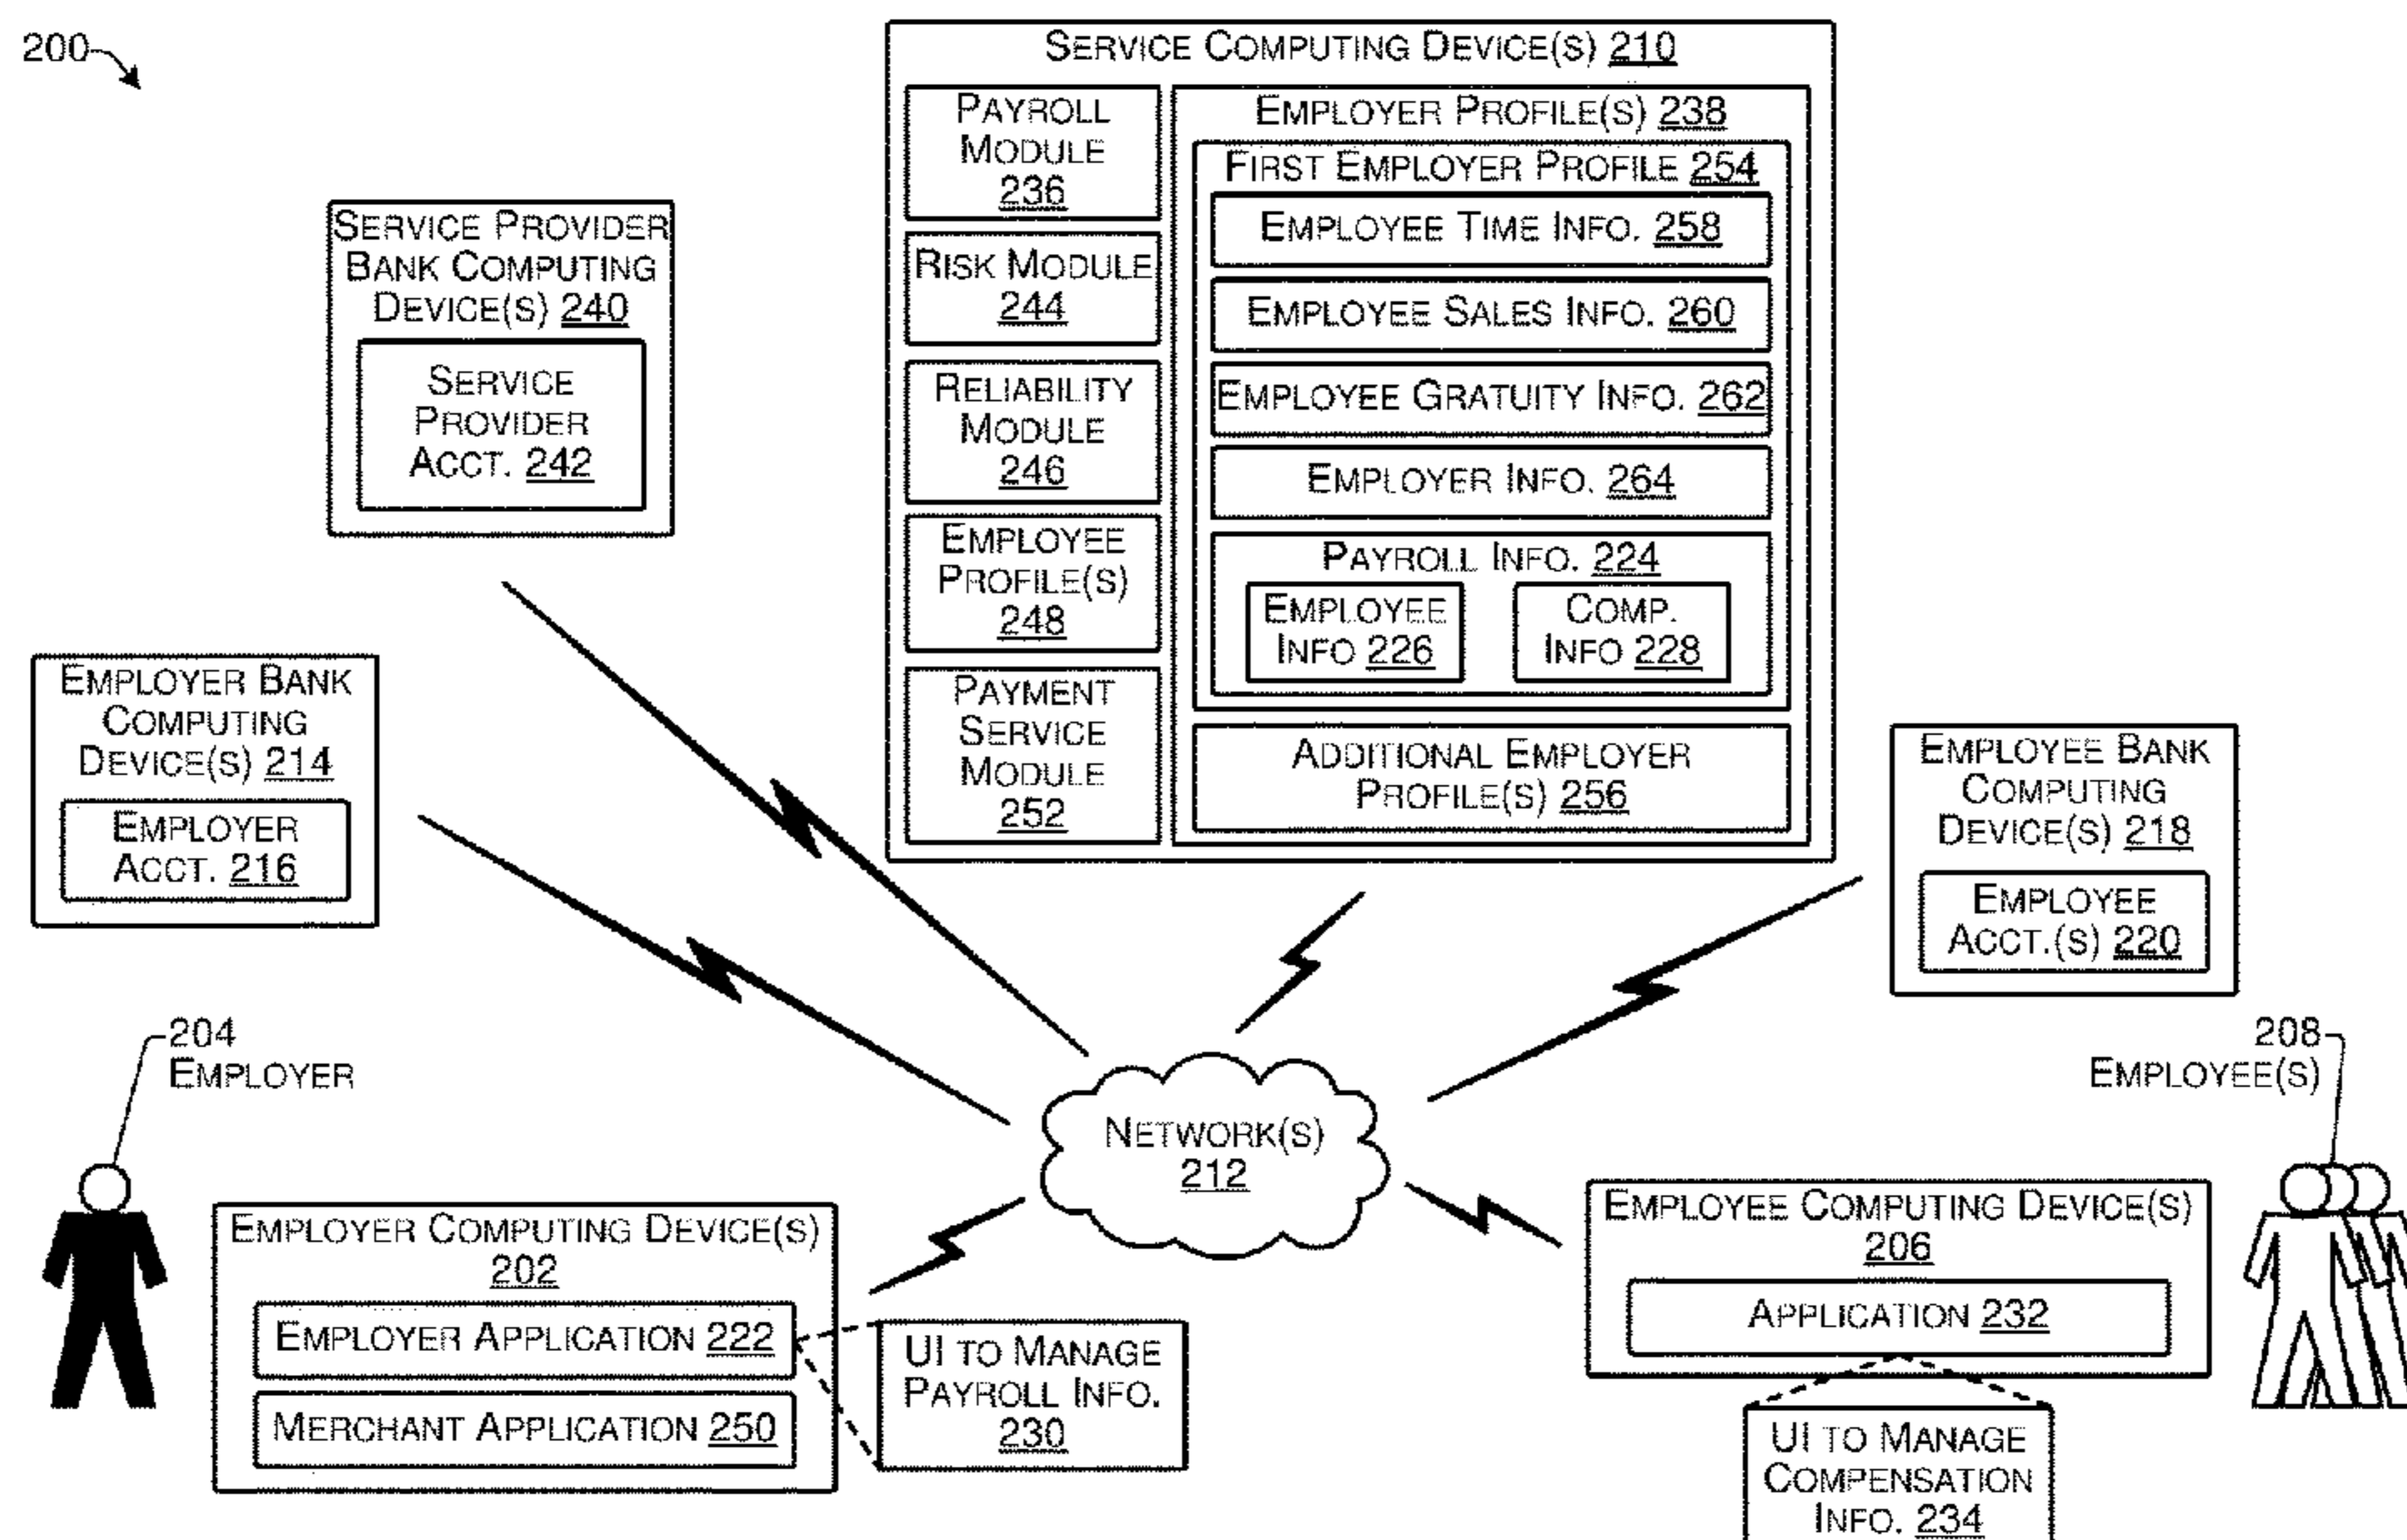 200
SERVICE COMPUTING DEVICE(S) 210
PAYROLL
MODULE
236
RISK MODULE
244
RELIABILITY
MODULE
246
EMPLOYEE
PROFILE(S)
248
PAYMENT
SERVICE
MODULE
252
EMPLOYER PROFILE(S) 238
FIRST EMPLOYER PROFILE 254
EMPLOYEE TIME INFO. 258
EMPLOYEE SALES INFO. 260
EMPLOYEE GRATUITY INFO. 262
EMPLOYER INFO. 264
PAYROLL INFO. 224
EMPLOYEE
INFO 226
COMP.
INFO 228
ADDITIONAL EMPLOYER
PROFILE(S) 256
SERVICE PROVIDER
BANK COMPUTING
DEVICE(S) 240
SERVICE
PROVIDER
ACCT. 242
EMPLOYER BANK
COMPUTING
DEVICE(S) 214
EMPLOYER
ACCT. 216
EMPLOYEE BANK
COMPUTING
DEVICE(S) 218
EMPLOYEE
ACCT.(S) 220
204
EMPLOYER
208
EMPLOYEE(S)
NETWORK(S)
212
EMPLOYER COMPUTING DEVICE(S)
202
EMPLOYER APPLICATION 222
MERCHANT APPLICATION 250
UI TO MANAGE
PAYROLL INFO.
230
EMPLOYEE COMPUTING DEVICE(S)
206
APPLICATION 232
UI TO MANAGE
COMPENSATION
INFO. 234